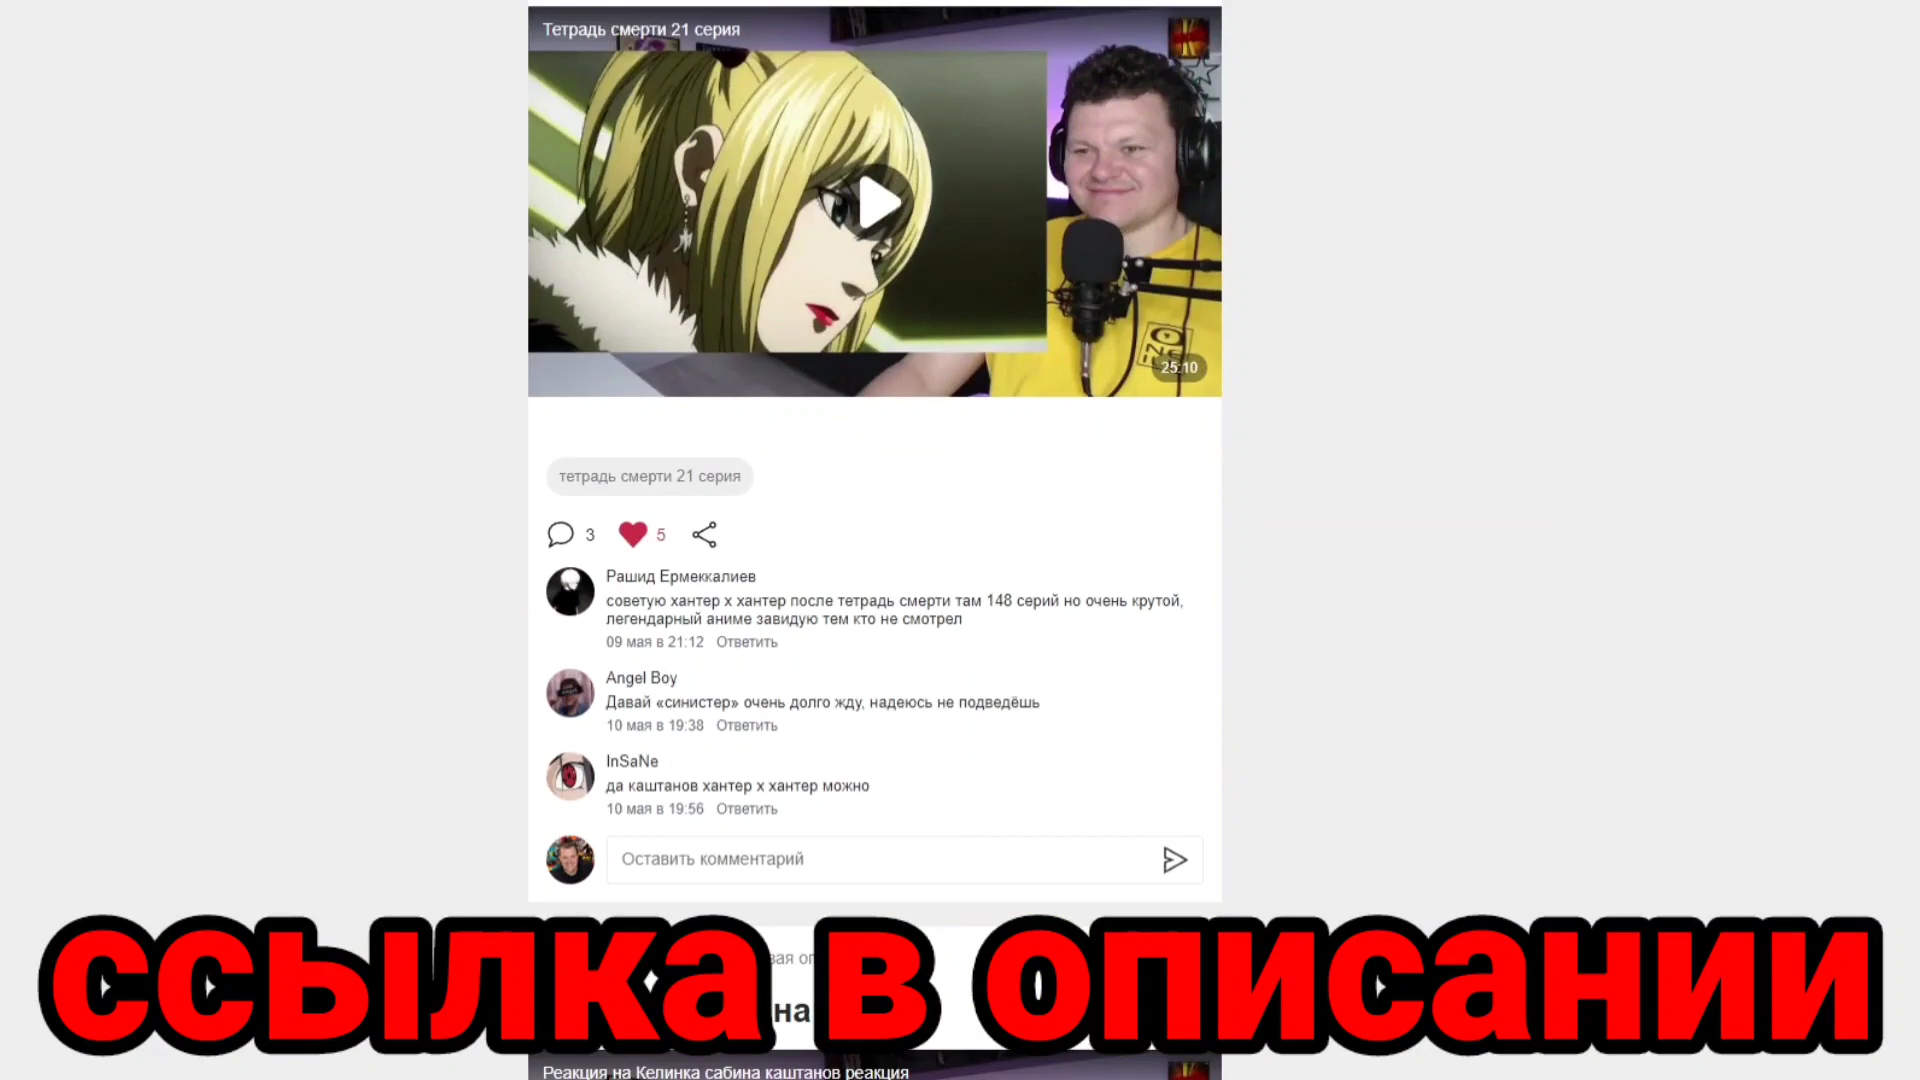 Тетрадь смерти 21 серия
25:10
тетрадь смерти 21 серия
3
5
Рашид Ермеккалиев
советую хантер х хантер после тетрадь смерти там 148 серий но очень крутой,
легендарный аниме завидую тем кто не смотрел
09 мая в 21:12 Ответить
Angel Boy
Давай «синистер» очень долго жду, надеюсь не подведёшь
10 мая в 19:38 Ответить
InSaNe
да каштанов хантер х хантер можно
10 мая в 19:56 Ответить
Оставить комментарий
ссылка в описании
на
Реакция на Келинка сабина каштанов реакция